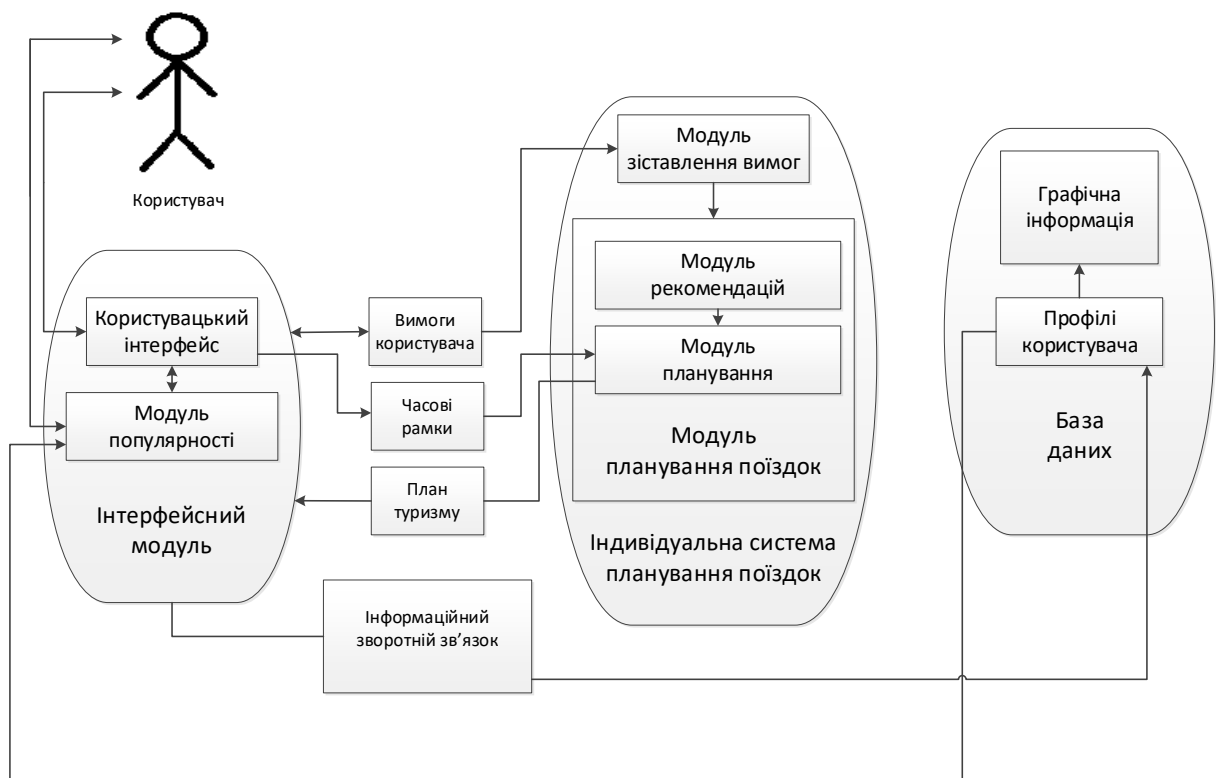 Користувач
Користувацький
інтерфейс
Модуль
популярності
Інтерфейсний
модуль
Вимоги
користувача
Часові
рамки
План
туризму
Інформаційний
зворотній зв’язок
Модуль
зіставлення вимог
Модуль
рекомендацій
Модуль
планування
Модуль
планування поїздок
Індивідуальна система
планування поїздок
Графічна
інформація
Профілі
користувача
База
даних